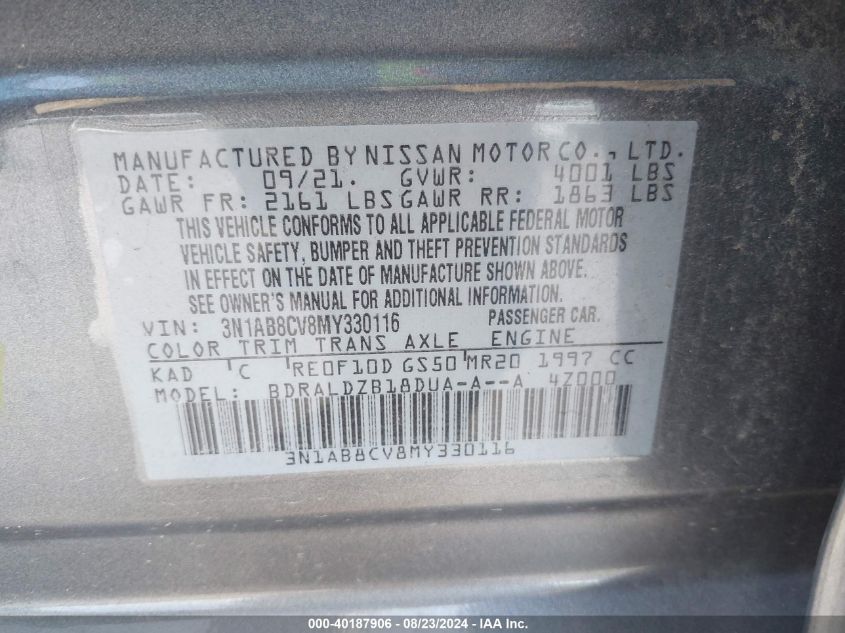 MANUFACTURED BY NISSAN MOTOR CO., LTD.
DATE: 09/21. GVWR: 4001 LBS
GAWR FR: 2161 LBS GAWR RR: 1863 LBS
THIS VEHICLE CONFORMS TO ALL APPLICABLE FEDERAL MOTOR
VEHICLE SAFETY, BUMPER AND THEFT PREVENTION STANDARDS
IN EFFECT ON THE DATE OF MANUFACTURE SHOWN ABOVE.
SEE OWNER'S MANUAL FOR ADDITIONAL INFORMATION.
VIN: 3N1AB8CV8MY330116 PASSENGER CAR.
COLOR TRIM TRANS AXLE ENGINE
KAD 'C 'RE0F10D GS50'MR20 1997 CC
MODEL: BDRALDZB18DUA-A--A 4Z000
3N1AB8CV8MY330116
000-40187906 - 08/23/2024 - IAAI.com